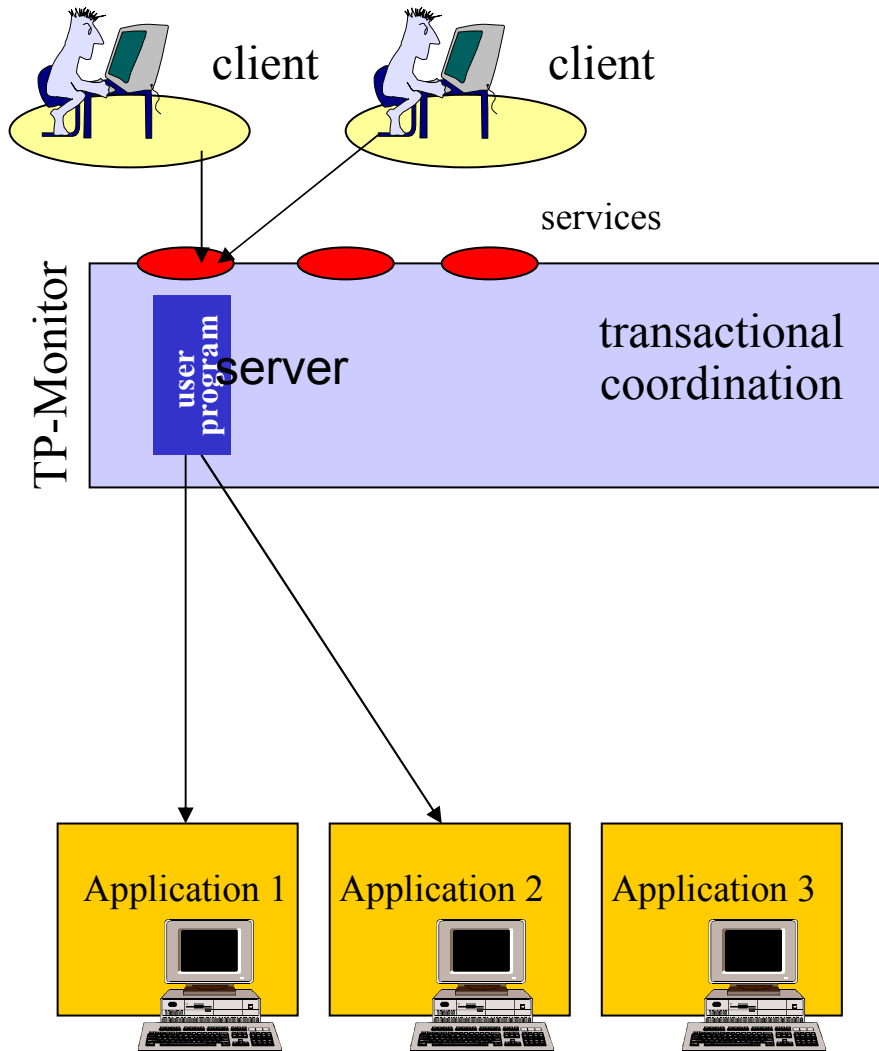 client
client
services
TP-Monitor
user
program
server
transactional
coordination
Application 1
Application 2
Application 3